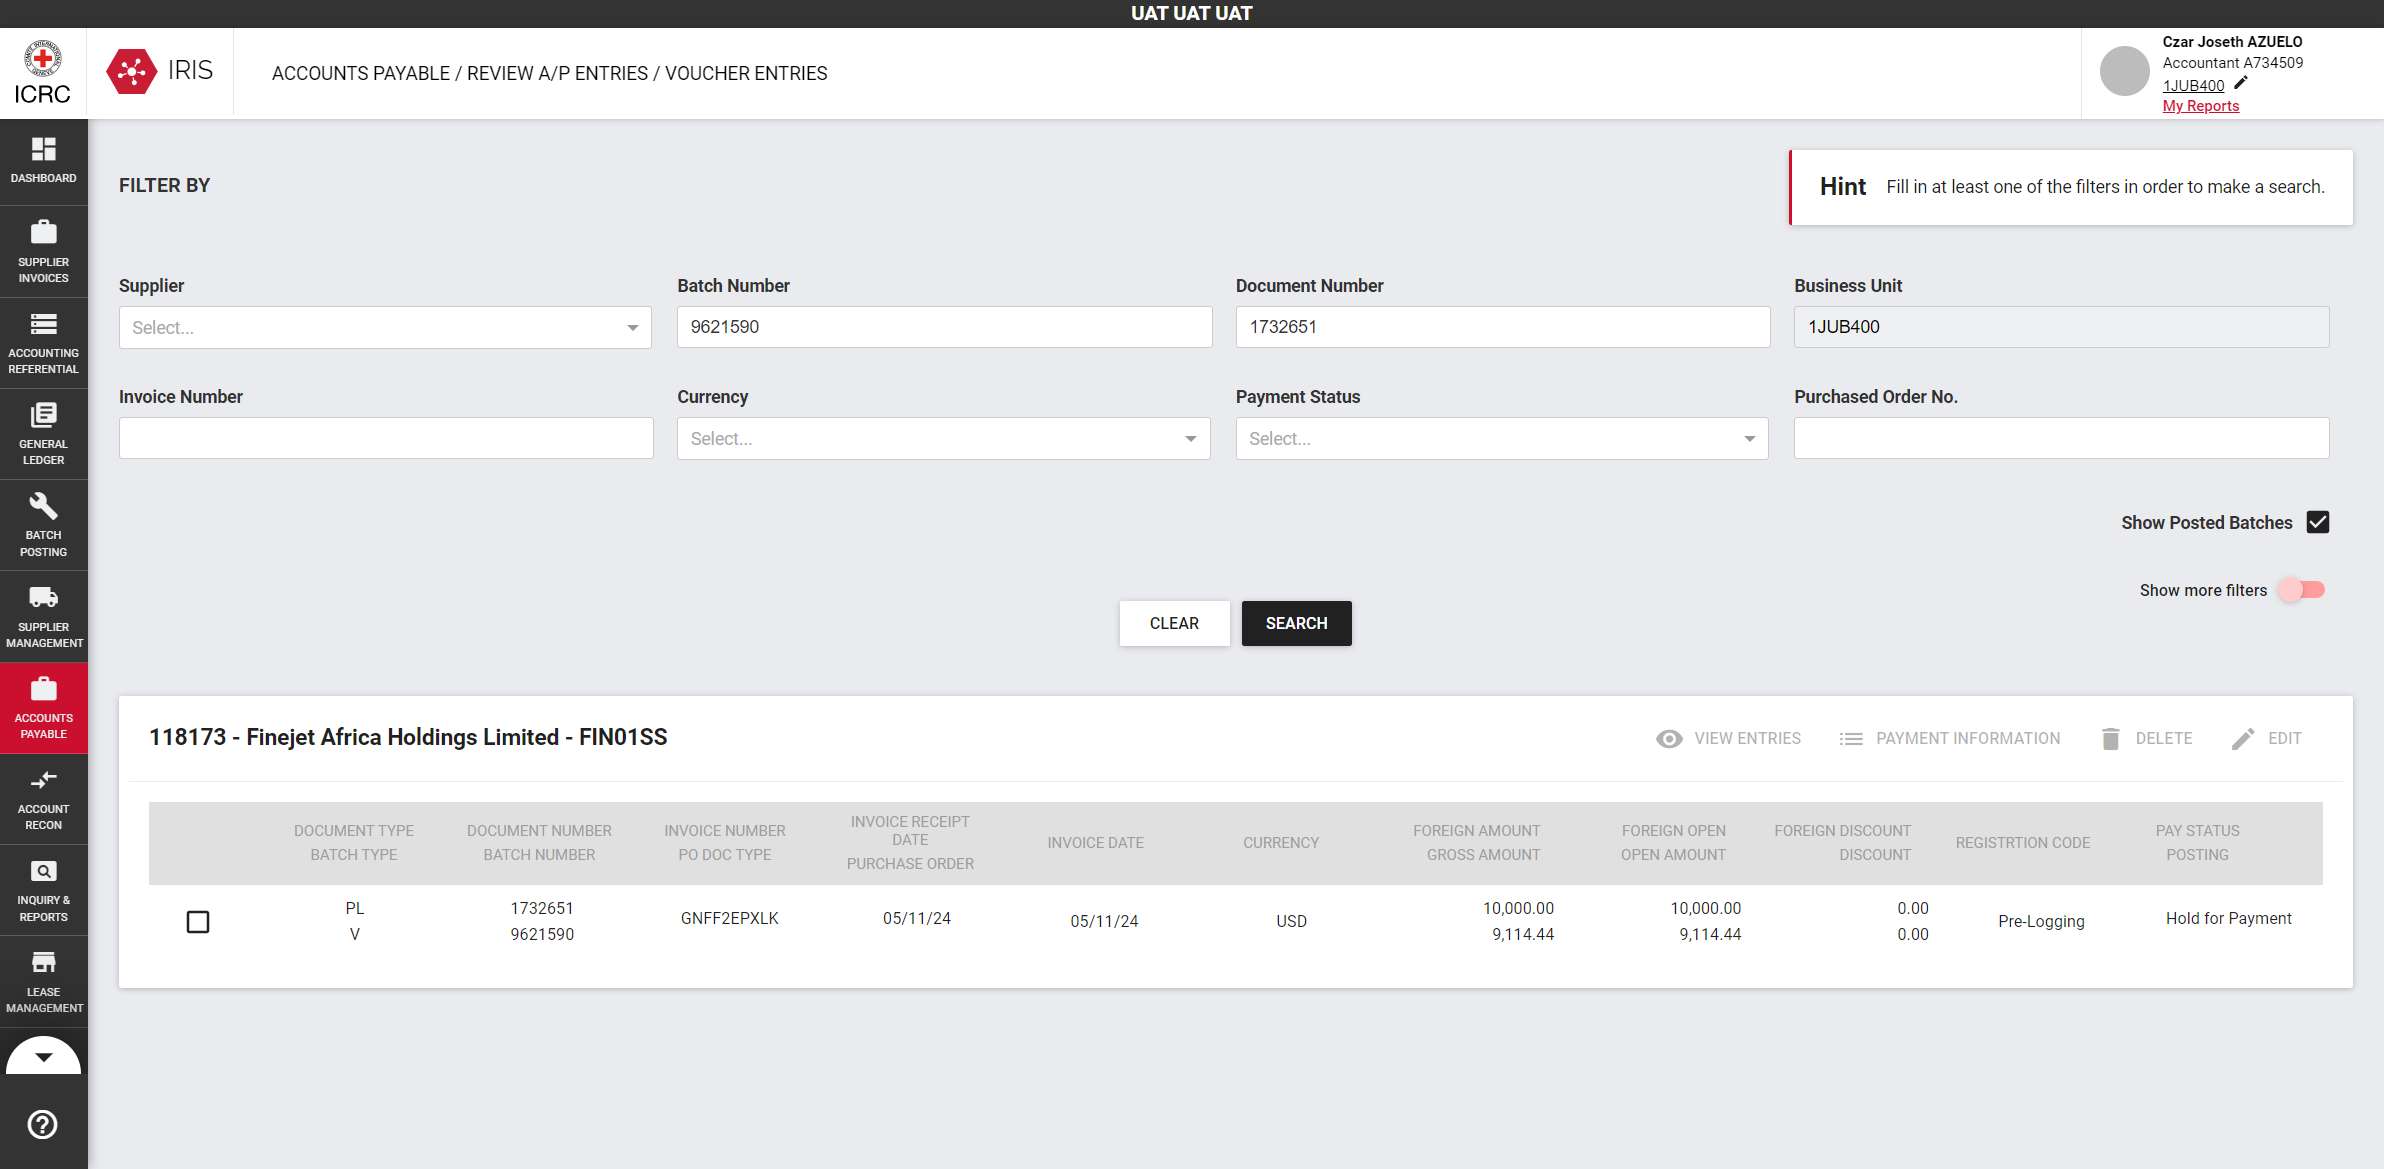 UAT UAT UAT
ICRC
IRIS
ACCOUNTS PAYABLE / REVIEW A/P ENTRIES / VOUCHER ENTRIES
Czar Joseth AZUELO
Accountant A734509
1JUB400
My Reports
DASHBOARD
SUPPLIER
INVOICES
ACCOUNTING
REFERENTIAL
GENERAL
LEDGER
BATCH
POSTING
SUPPLIER
MANAGEMENT
ACCOUNTS
PAYABLE
ACCOUNT
RECON
INQUIRY &
REPORTS
LEASE
MANAGEMENT
FILTER BY
Hint Fill in at least one of the filters in order to make a search.
Supplier Batch Number Document Number Business Unit
Select... 9621590 1732651 1JUB400
Invoice Number Currency Payment Status Purchased Order No.
Select... Select...
Show Posted Batches
Show more filters
CLEAR SEARCH
118173 - Finejet Africa Holdings Limited - FIN01SS
VIEW ENTRIES PAYMENT INFORMATION DELETE EDIT
DOCUMENT TYPE
BATCH TYPE
DOCUMENT NUMBER
BATCH NUMBER
INVOICE NUMBER
PO DOC TYPE
INVOICE RECEIPT
DATE
PURCHASE ORDER
INVOICE DATE
CURRENCY
FOREIGN AMOUNT
GROSS AMOUNT
FOREIGN OPEN
OPEN AMOUNT
FOREIGN DISCOUNT
DISCOUNT
REGISTRTION CODE
PAY STATUS
POSTING
PL
V
1732651
9621590
GNFF2EPXLK
05/11/24
05/11/24
USD
10,000.00
9,114.44
10,000.00
9,114.44
0.00
0.00
Pre-Logging
Hold for Payment